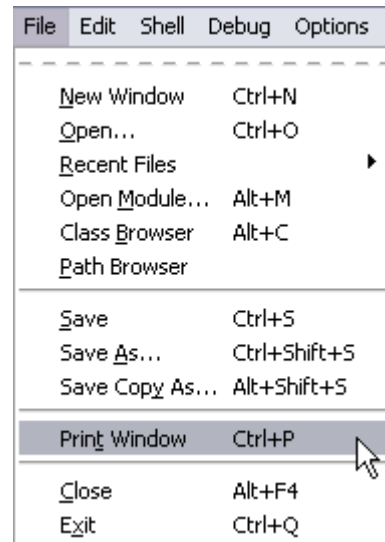 File Edit Shell Debug Options
New Window Ctrl+N
Open... Ctrl+O
Recent Files
Open Module... Alt+M
Class Browser Alt+C
Path Browser
Save Ctrl+S
Save As... Ctrl+Shift+S
Save Copy As... Alt+Shift+S
Print Window Ctrl+P
Close Alt+F4
Exit Ctrl+Q